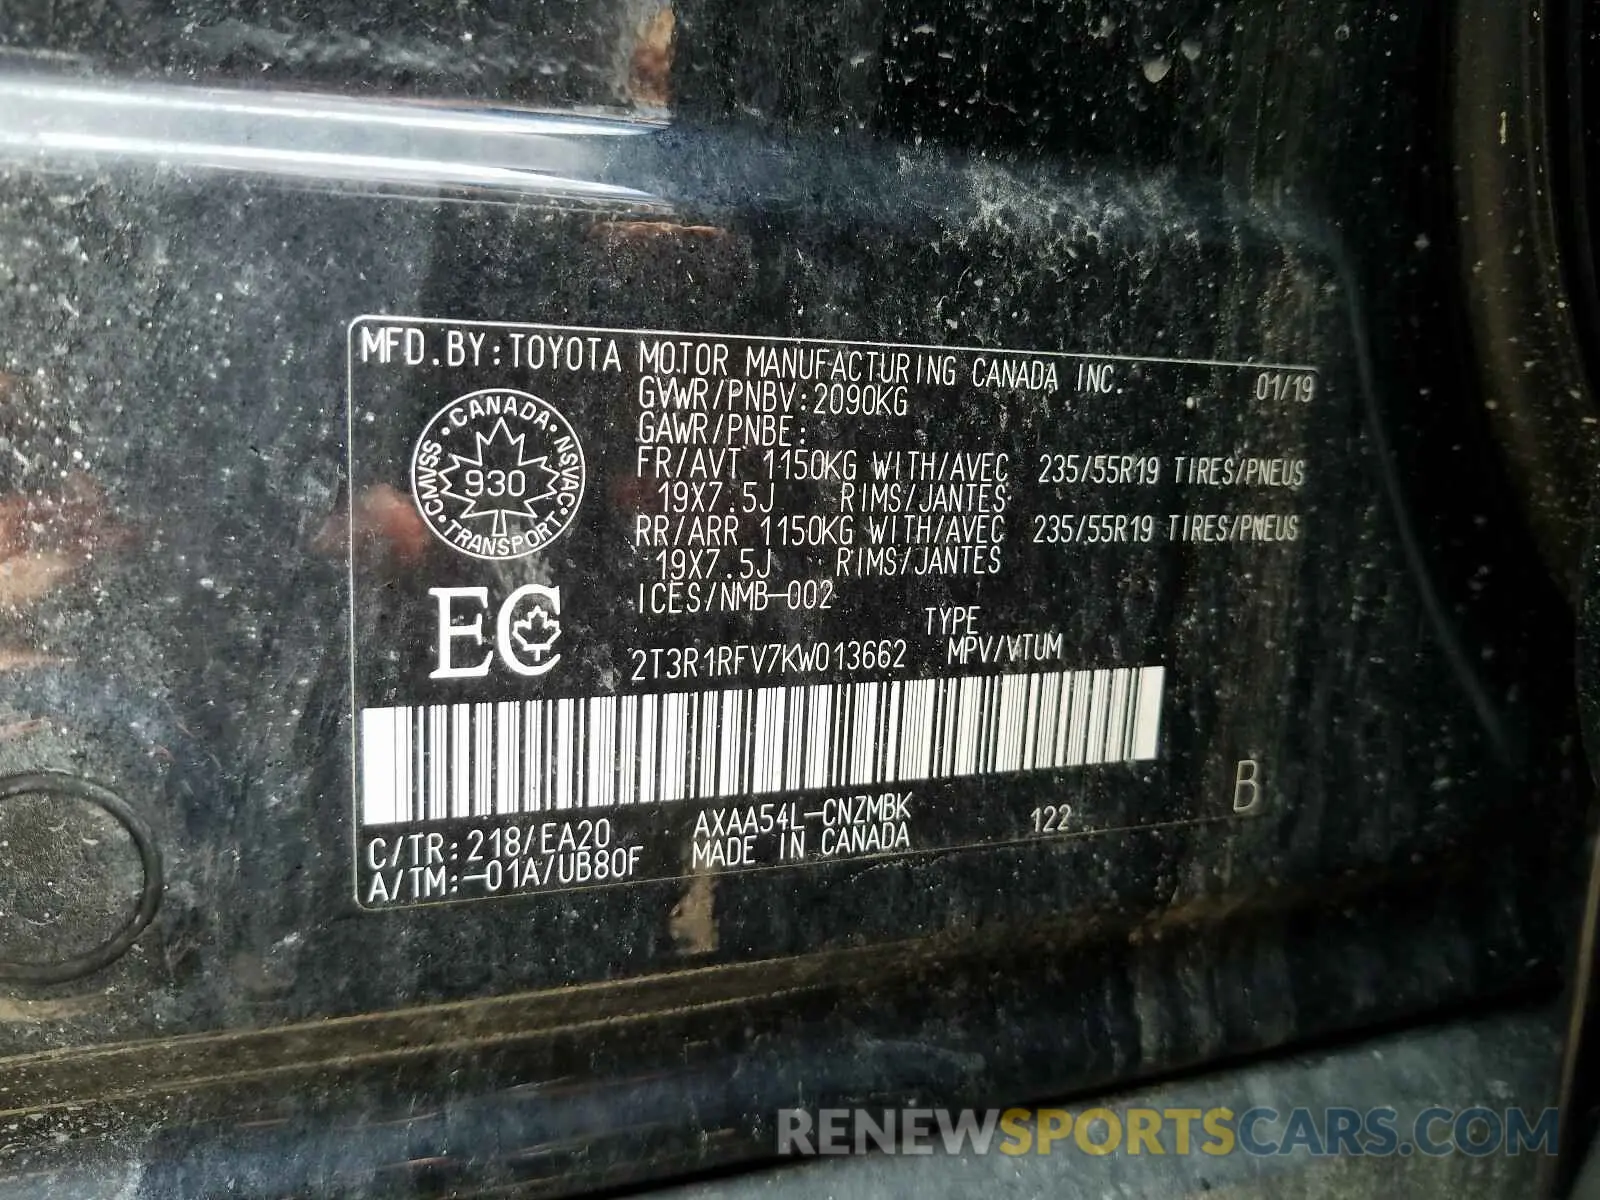 MFD.BY:TOYOTA MOTOR MANUFACTURING CANADA INC. 01/19
GVWR/PNBV:2090KG
GAWR/PNBE:
FR/AVT 1150KG WITH/AVEC 235/55R19 TIRES/PNEUS
19X7.5J RIMS/JANTES
RR/ARR 1150KG WITH/AVEC 235/55R19 TIRES/PNEUS
19X7.5J RIMS/JANTES
ICES/NMB-002
CANADA · NSVAC · TRANSPORT · CMVSS ·
930
EC
TYPE
2T3R1RFV7KW013662 MPV/VTUM
C/TR:218/EA20 AXAA54L-CNZMBK 122 B
A/TM:-01A/UB80F MADE IN CANADA
RENEWSPORTSCARS.COM